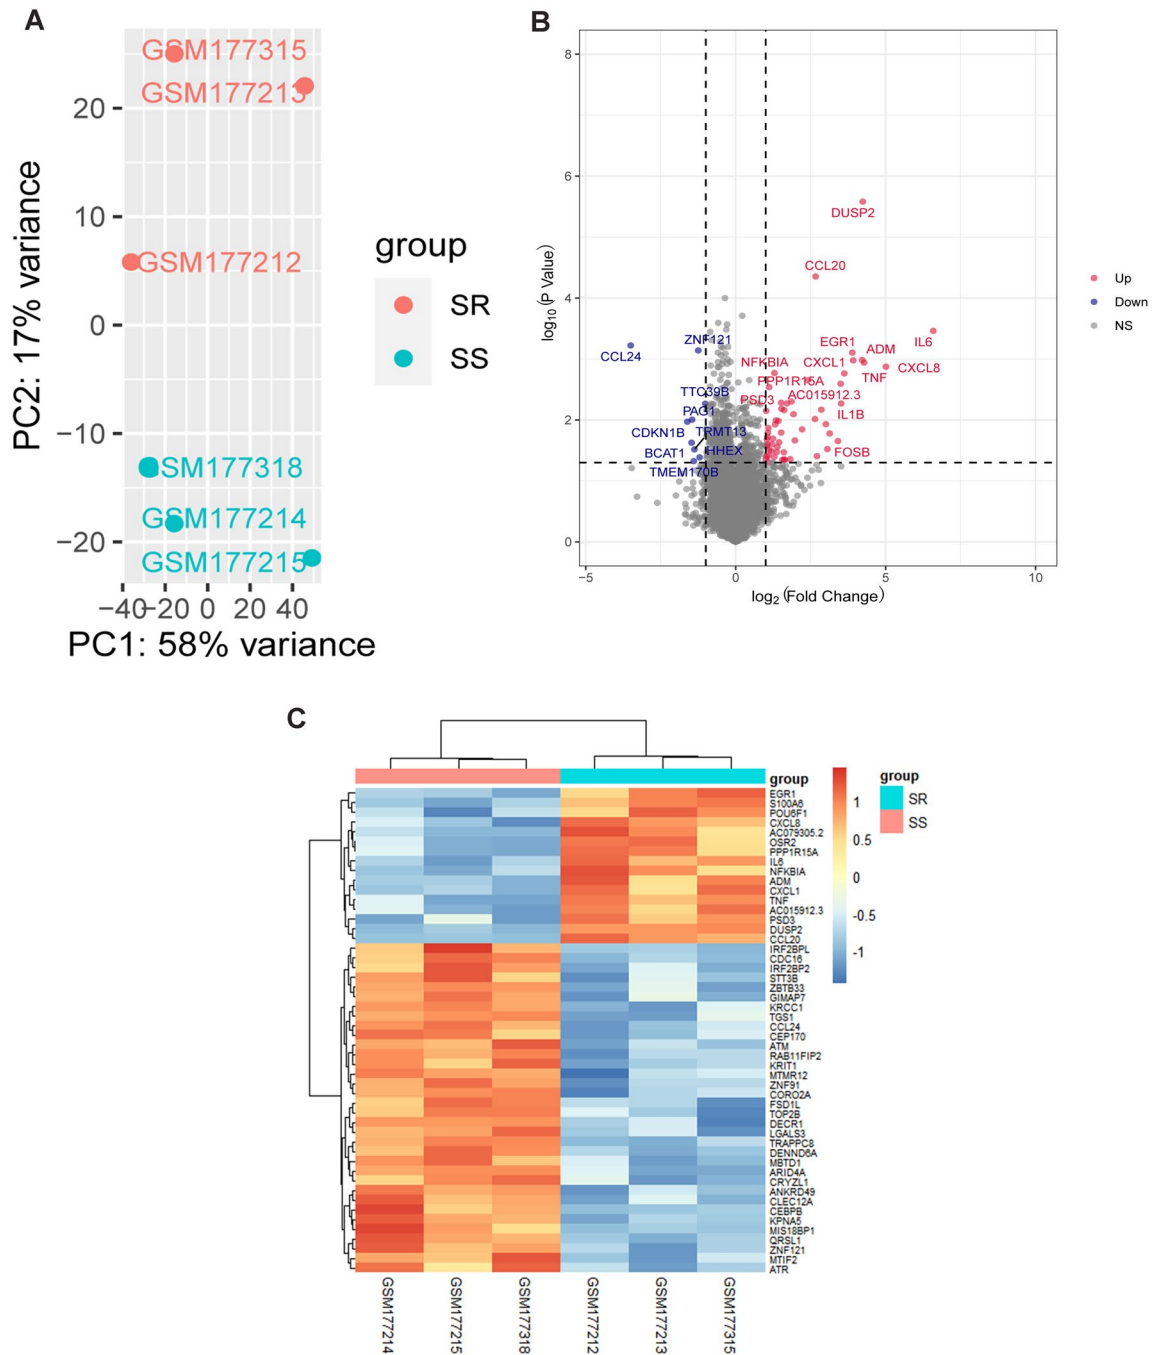 A
GSM177315
GSM177213
GSM177212
GSM177318
GSM177214
GSM177215
20
10
0
−10
−20
−40
−20
0
20
40
PC2: 17% variance
PC1: 58% variance
group
SR
SS
B
8
6
4
2
0
−5
0
5
10
log10(P Value)
log2(Fold Change)
DUSP2
CCL20
IL6
EGR1
ADM
CXCL8
CXCL1
TNF
NFKBIA
PPP1R15A
AC015912.3
PSD3
IL1B
FOSB
ZNF121
CCL24
TTC39B
PAG1
CDKN1B
TRMT13
BCAT1
HHEX
TMEM170B
Up
Down
NS
C
group
EGR1
S100A6
POU6F1
CXCL8
AC079305.2
OSR2
PPP1R15A
IL6
NFKBIA
ADM
CXCL1
TNF
AC015912.3
PSD3
DUSP2
CCL20
IRF2BPL
CDC16
IRF2BP2
STT3B
ZBTB33
GIMAP7
KRCC1
TGS1
CCL24
CEP170
ATM
RAB11FIP2
KRIT1
MTMR12
ZNF91
CORO2A
FSD1L
TOP2B
DECR1
LGALS3
TRAPPC8
DENND6A
MBTD1
ARID4A
CRYZL1
ANKRD49
CLEC12A
CEBPB
KPNA5
MIS18BP1
QRSL1
ZNF121
MTIF2
ATR
1
0.5
0
-0.5
-1
group
SR
SS
GSM177214
GSM177215
GSM177318
GSM177212
GSM177213
GSM177315